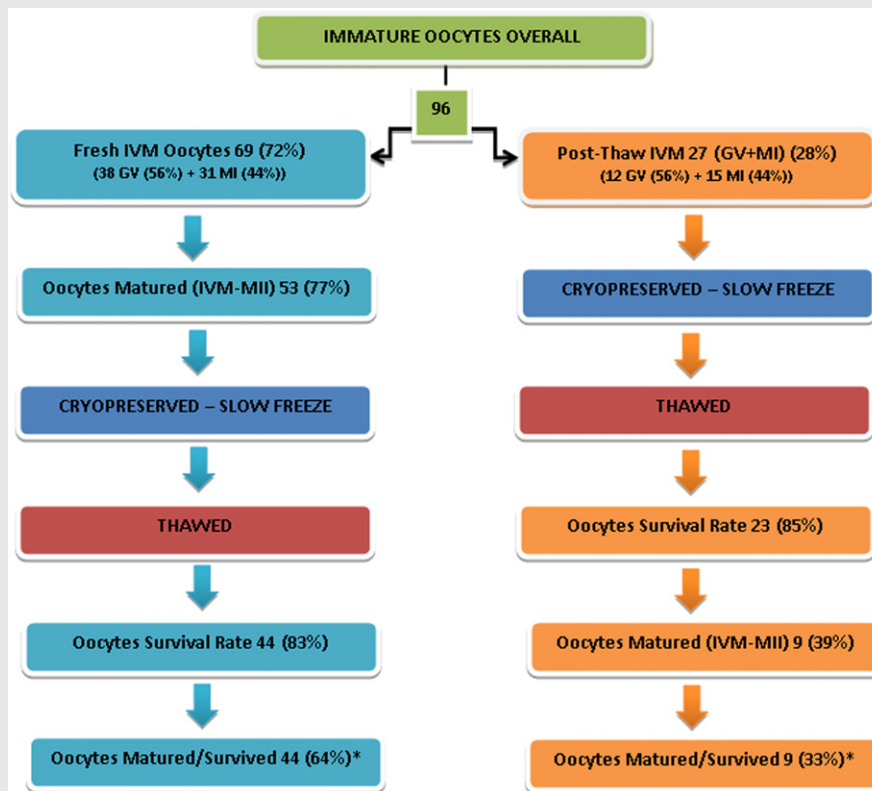 IMMATURE OOCYTES OVERALL
96
Fresh IVM Oocytes 69 (72%)
(38 GV (56%) + 31 MI (44%))
Oocytes Matured (IVM-MII) 53 (77%)
CRYOPRESERVED – SLOW FREEZE
THAWED
Oocytes Survival Rate 44 (83%)
Oocytes Matured/Survived 44 (64%)*
Post-Thaw IVM 27 (GV+MI) (28%)
(12 GV (56%) + 15 MI (44%))
CRYOPRESERVED – SLOW FREEZE
THAWED
Oocytes Survival Rate 23 (85%)
Oocytes Matured (IVM-MII) 9 (39%)
Oocytes Matured/Survived 9 (33%)*